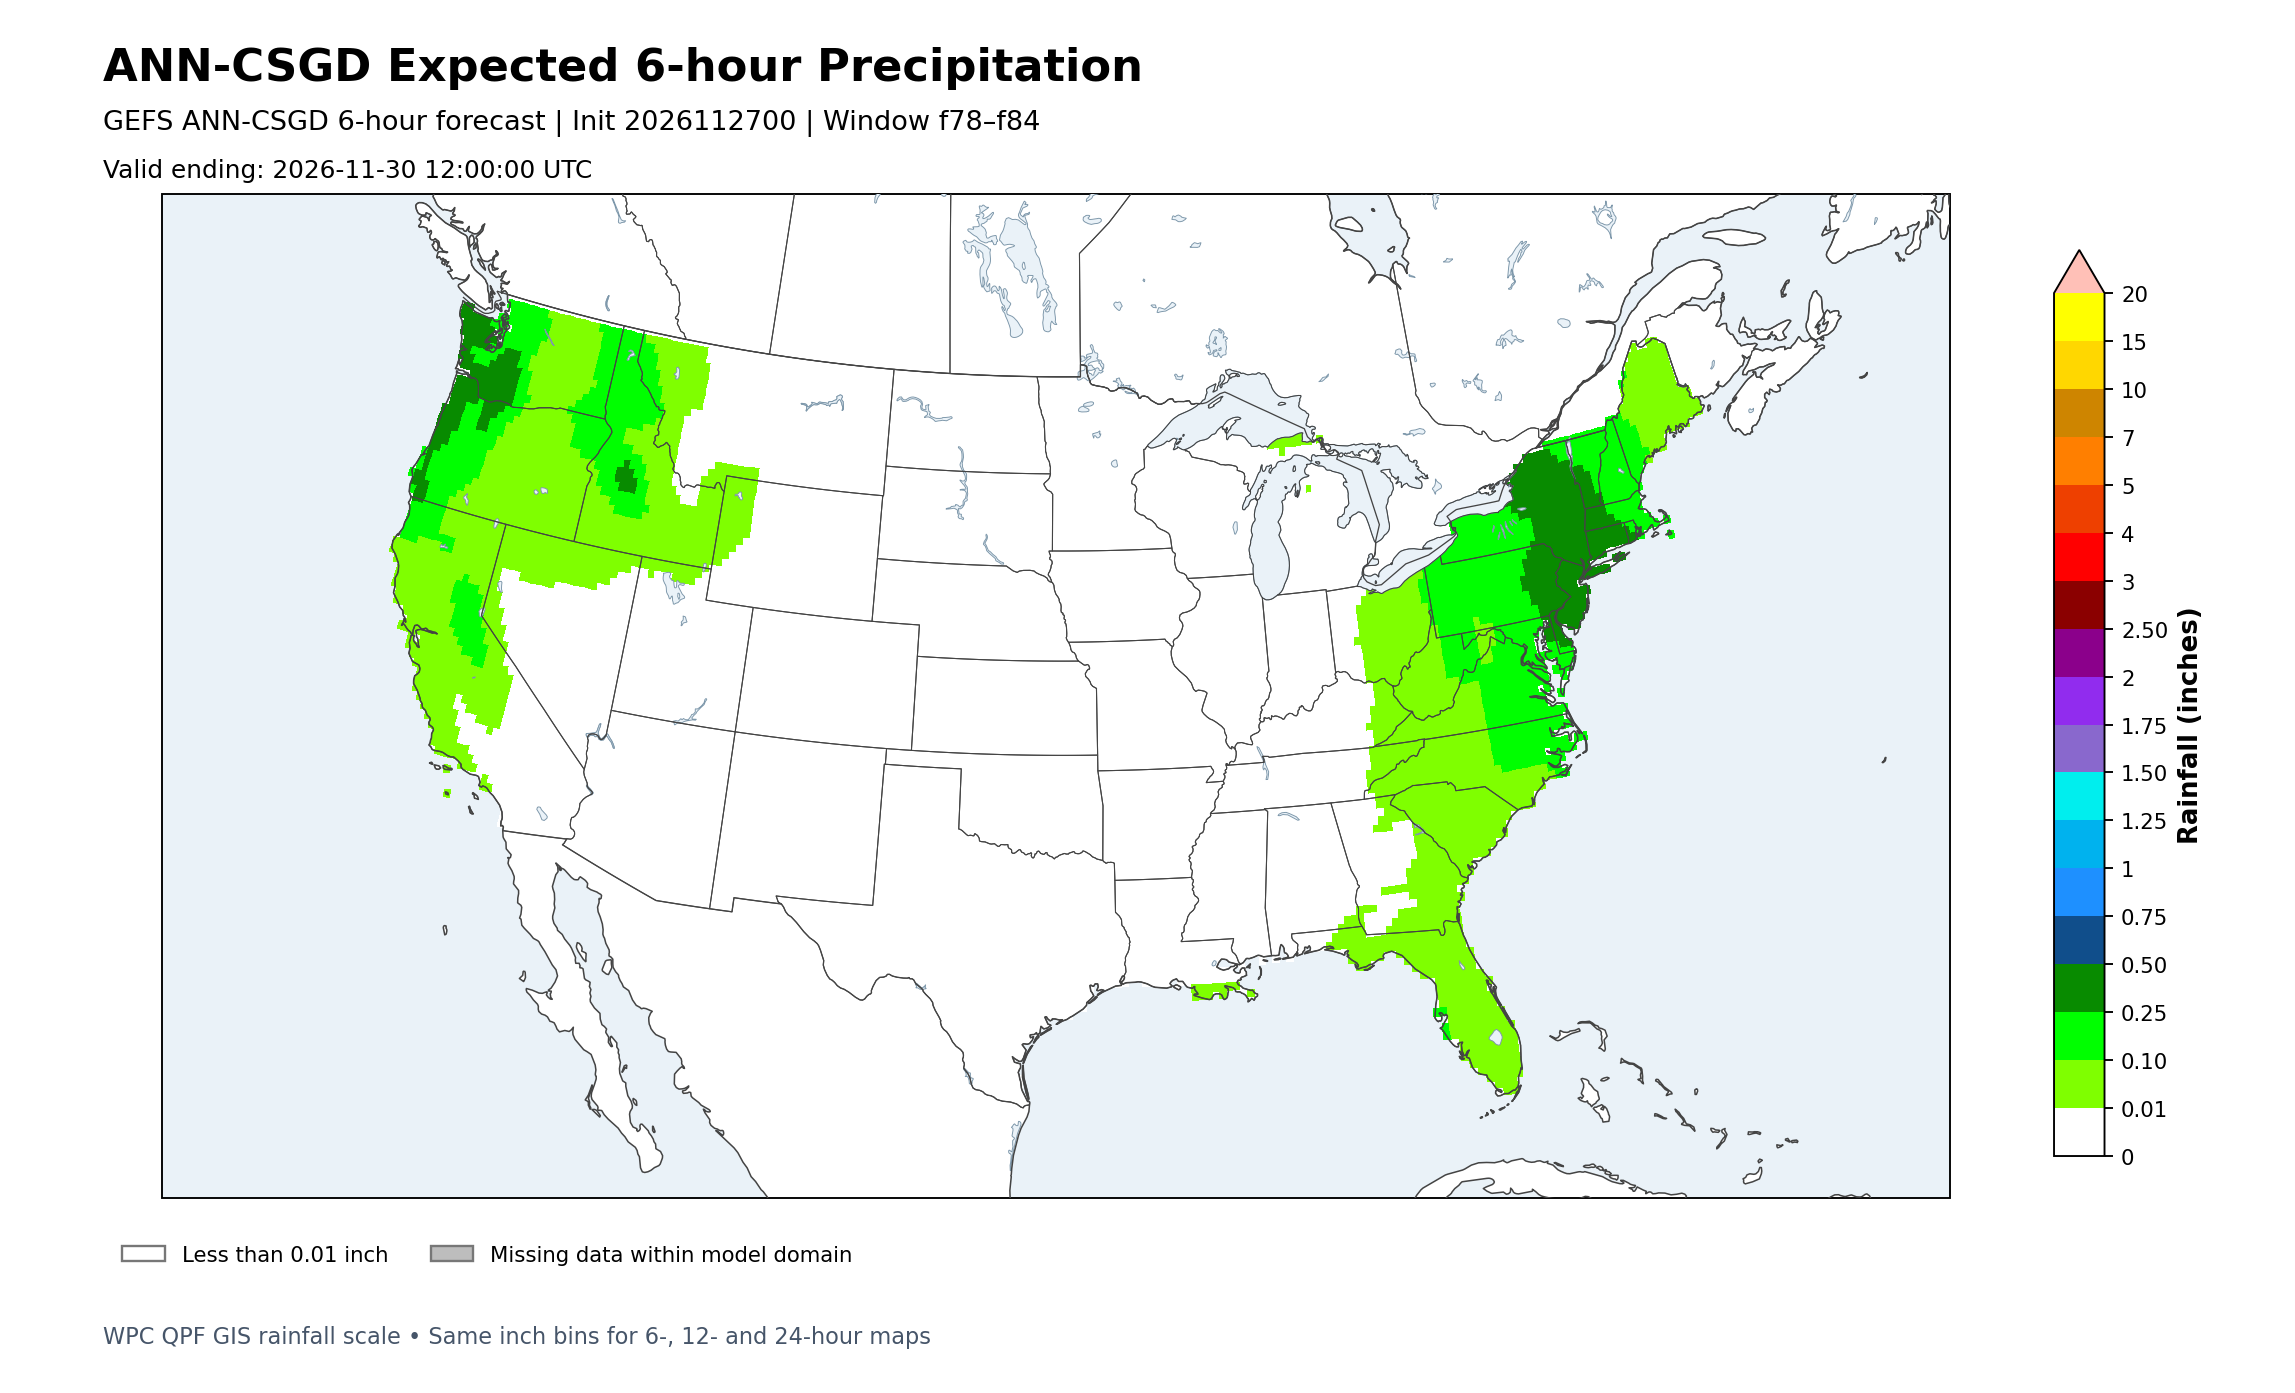 ANN-CSGD Expected 6-hour Precipitation
GEFS ANN-CSGD 6-hour forecast | Init 2026112700 | Window f78–f84
Valid ending: 2026-11-30 12:00:00 UTC
20
15
10
7
5
4
3
2.50
2
1.75
1.50
1.25
1
0.75
0.50
0.25
0.10
0.01
0
Rainfall (inches)
Less than 0.01 inch
Missing data within model domain
WPC QPF GIS rainfall scale • Same inch bins for 6-, 12- and 24-hour maps